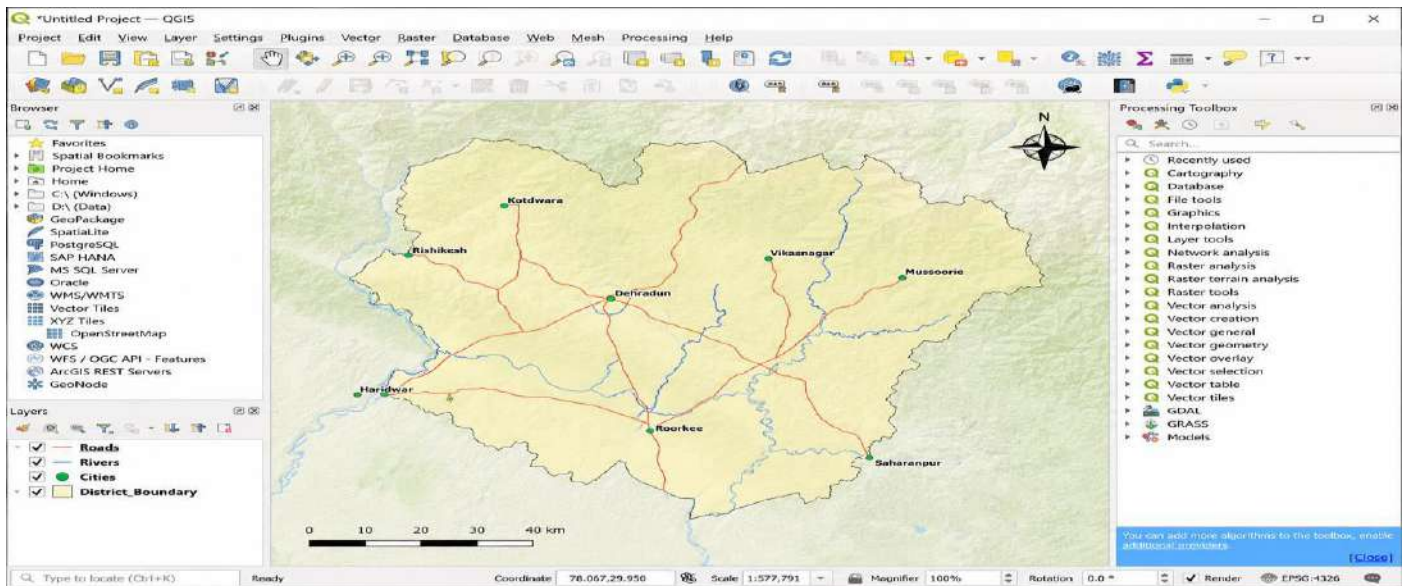 *Untitled Project — QGIS
Project Edit View Layer Settings Plugins Vector Raster Database Web Mesh Processing Help
Browser
Favorites
Spatial Bookmarks
Project Home
Home
C:\ (Windows)
D:\ (Data)
GeoPackage
SpatiaLite
PostgreSQL
SAP HANA
MS SQL Server
Oracle
WMS/WMTS
Vector Tiles
XYZ Tiles
OpenStreetMap
WCS
WFS / OGC API - Features
ArcGIS REST Servers
GeoNode
Layers
Roads
Rivers
Cities
District_Boundary
N
Kotdwara
Rishikesh
Vikasnagar
Mussoorie
Dehradun
Haridwar
Roorkee
Saharanpur
0 10 20 30 40 km
Processing Toolbox
Search...
Recently used
Cartography
Database
File tools
Graphics
Interpolation
Layer tools
Network analysis
Raster analysis
Raster terrain analysis
Raster tools
Vector analysis
Vector creation
Vector general
Vector geometry
Vector overlay
Vector selection
Vector table
Vector tiles
GDAL
GRASS
Models
You can add more algorithms to the toolbox, enable
additional providers.
[Close]
Type to locate (Ctrl+K) Ready Coordinate 78.067,29.950 Scale 1:577,791 Magnifier 100% Rotation 0.0 ° Render EPSG:4326